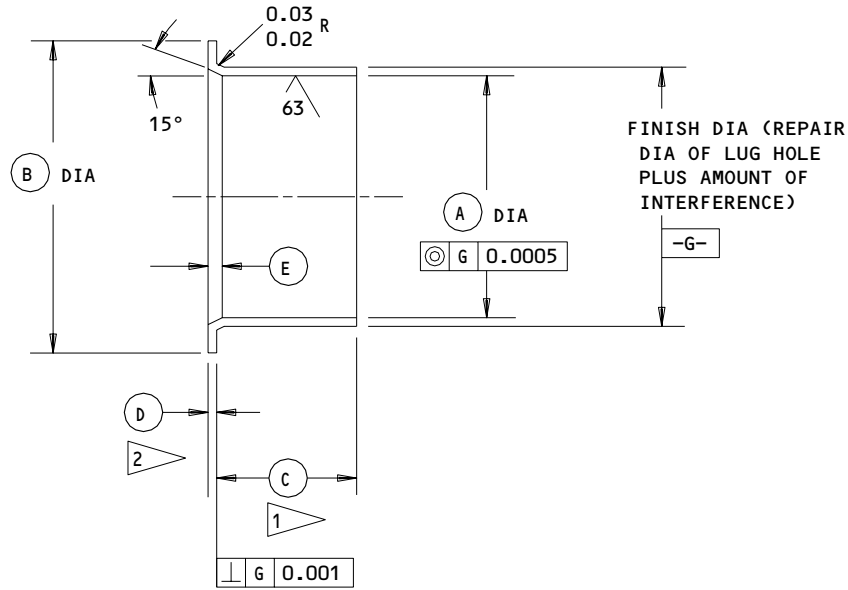 0.03
0.02 R
15°
63
B DIA
FINISH DIA (REPAIR
DIA OF LUG HOLE
PLUS AMOUNT OF
INTERFERENCE)
A DIA
◎ G 0.0005
-G-
E
D
2
C
1
⊥ G 0.001